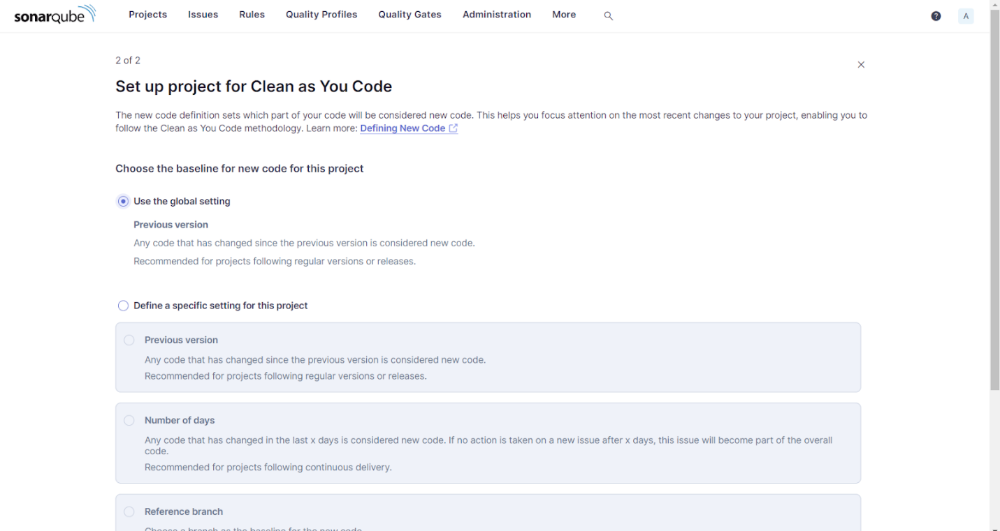 sonarqube
Projects Issues Rules Quality Profiles Quality Gates Administration More
? A
2 of 2
Set up project for Clean as You Code
The new code definition sets which part of your code will be considered new code. This helps you focus attention on the most recent changes to your project, enabling you to
follow the Clean as You Code methodology. Learn more: Defining New Code
Choose the baseline for new code for this project
Use the global setting
Previous version
Any code that has changed since the previous version is considered new code.
Recommended for projects following regular versions or releases.
Define a specific setting for this project
Previous version
Any code that has changed since the previous version is considered new code.
Recommended for projects following regular versions or releases.
Number of days
Any code that has changed in the last x days is considered new code. If no action is taken on a new issue after x days, this issue will become part of the overall
code.
Recommended for projects following continuous delivery.
Reference branch
Choose a branch as the baseline for the new code.